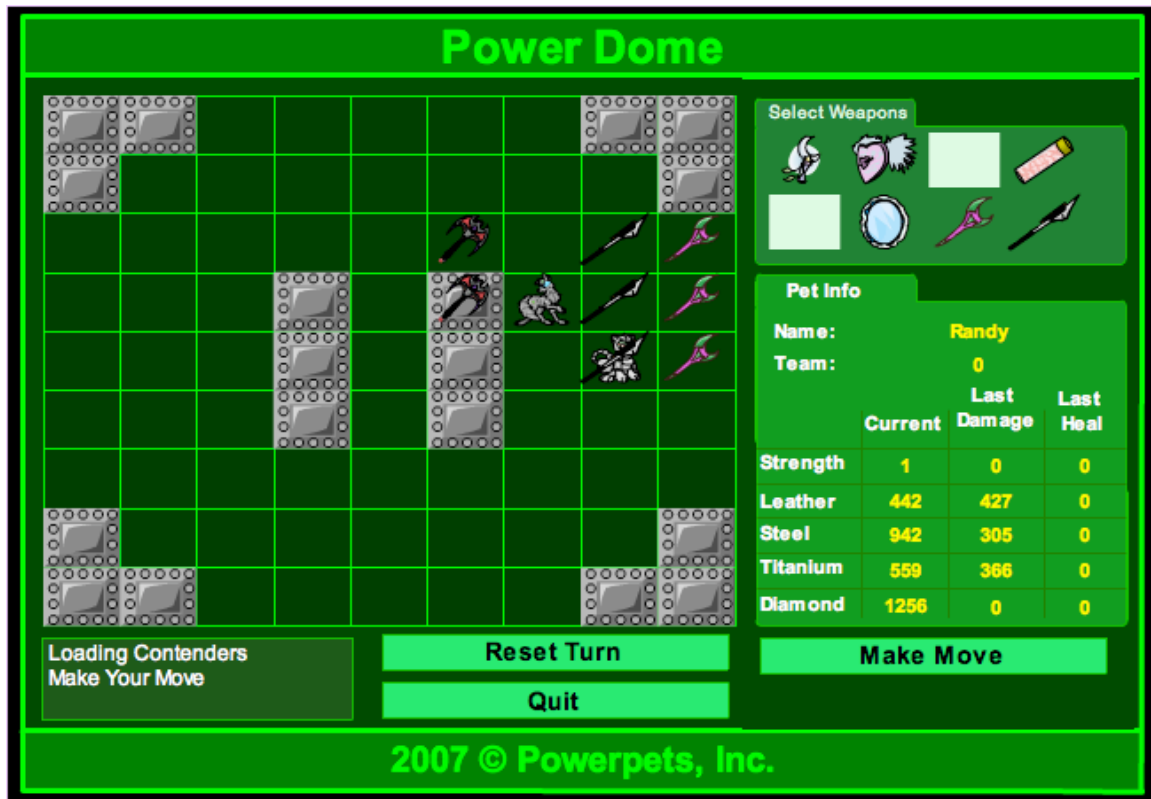 Power Dome
Select Weapons
Pet Info
Name: Randy
Team: 0
Current Last Damage Last Heal
Strength 1 0 0
Leather 442 427 0
Steel 942 305 0
Titanium 559 366 0
Diamond 1256 0 0
Loading Contenders
Make Your Move
Reset Turn
Quit
Make Move
2007 © Powerpets, Inc.